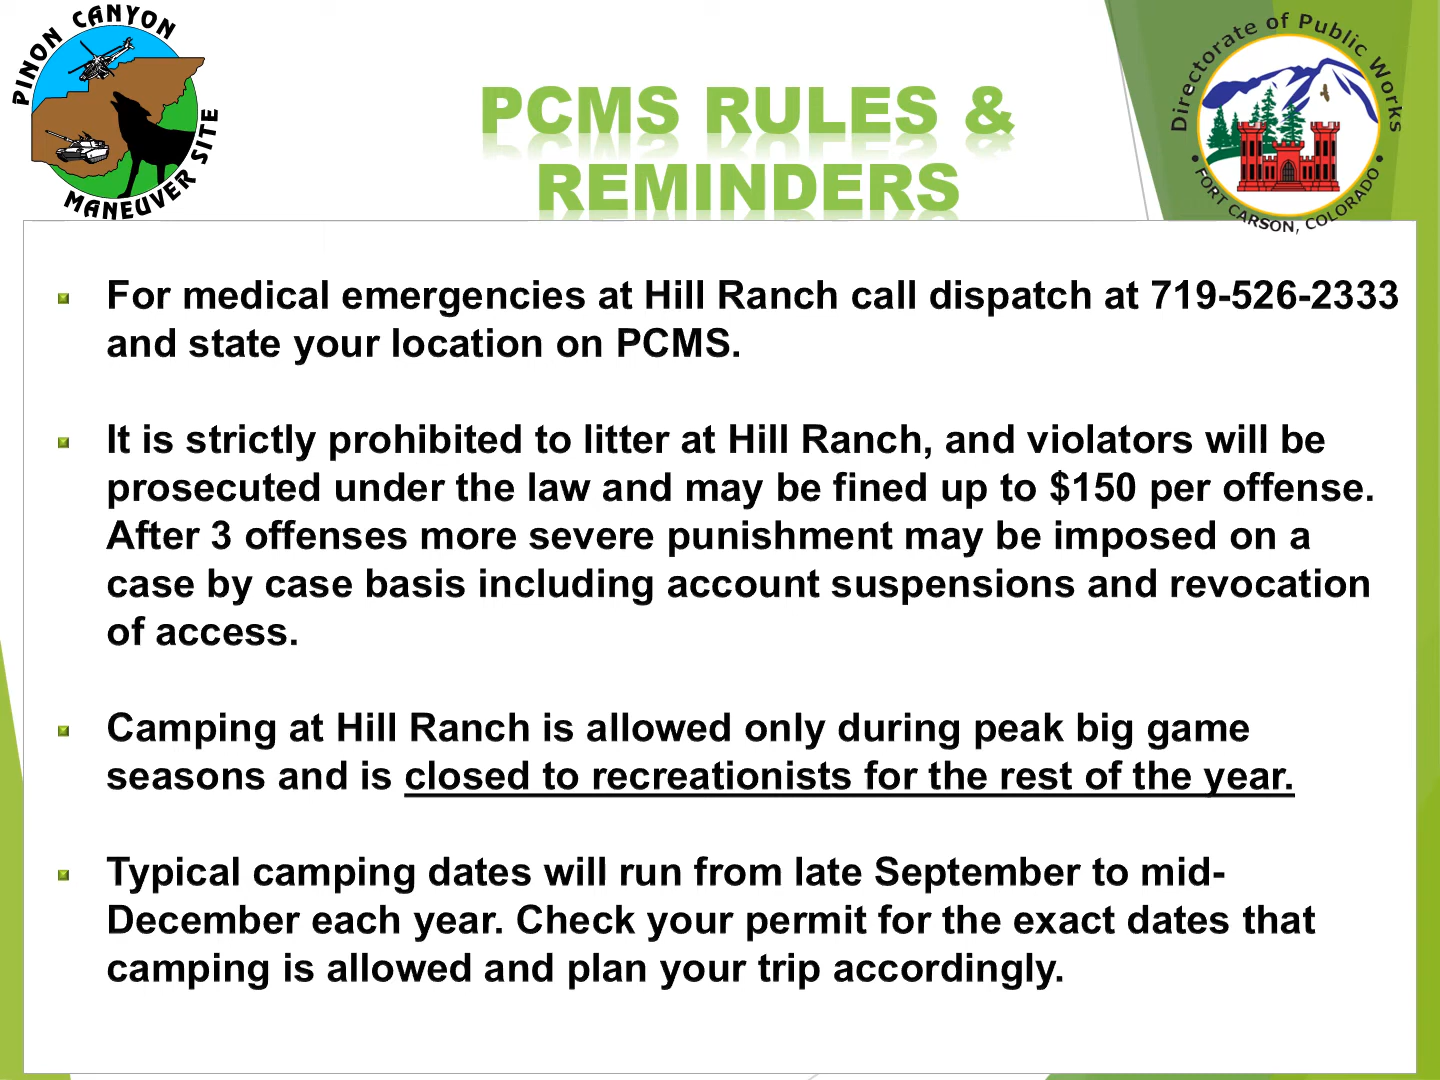 PINON CANYON
MANEUVER SITE
Directorate of Public Works
• FORT CARSON, COLORADO •
PCMS RULES &
REMINDERS
For medical emergencies at Hill Ranch call dispatch at 719-526-2333
and state your location on PCMS.
It is strictly prohibited to litter at Hill Ranch, and violators will be
prosecuted under the law and may be fined up to $150 per offense.
After 3 offenses more severe punishment may be imposed on a
case by case basis including account suspensions and revocation
of access.
Camping at Hill Ranch is allowed only during peak big game
seasons and is closed to recreationists for the rest of the year.
Typical camping dates will run from late September to mid-
December each year. Check your permit for the exact dates that
camping is allowed and plan your trip accordingly.